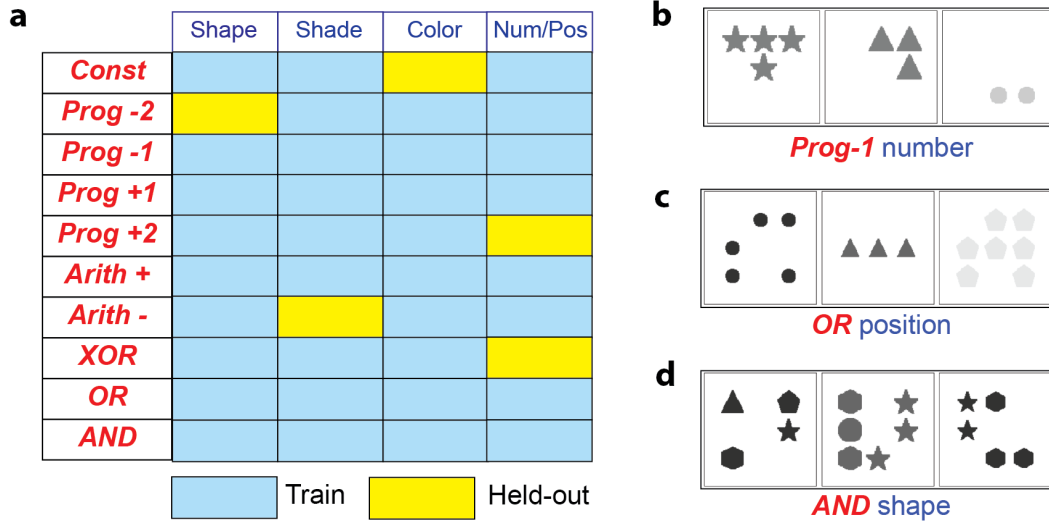 a
Shape Shade Color Num/Pos
Const
Prog -2
Prog -1
Prog +1
Prog +2
Arith +
Arith -
XOR
OR
AND
Train Held-out
b
Prog-1 number
c
OR position
d
AND shape